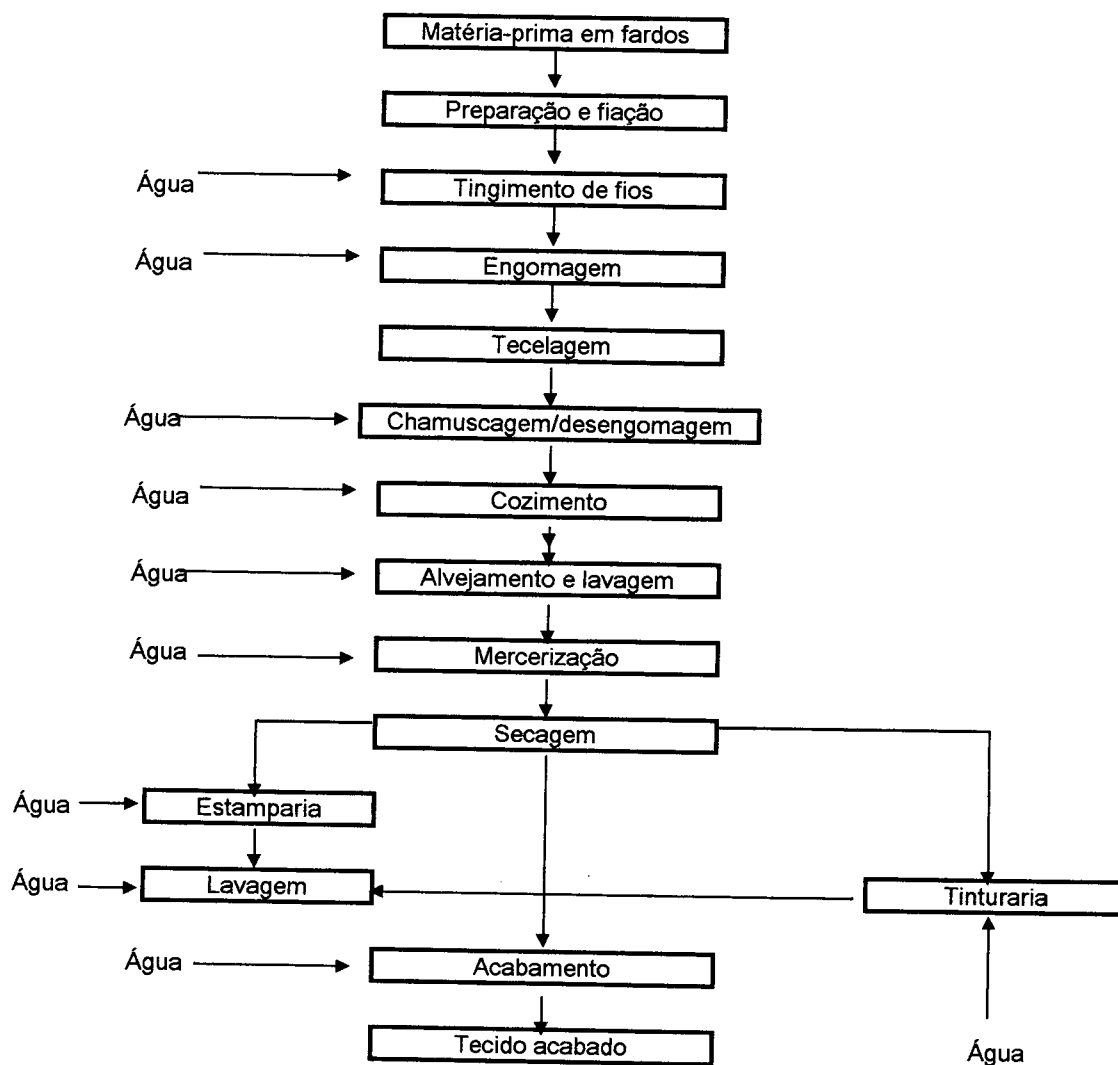 Matéria-prima em fardos
Preparação e fiação
Água
Tingimento de fios
Água
Engomagem
Tecelagem
Água
Chamuscagem/desengomagem
Água
Cozimento
Água
Alvejamento e lavagem
Água
Mercerização
Secagem
Água
Estamparia
Água
Lavagem
Tinturaria
Água
Acabamento
Tecido acabado
Água